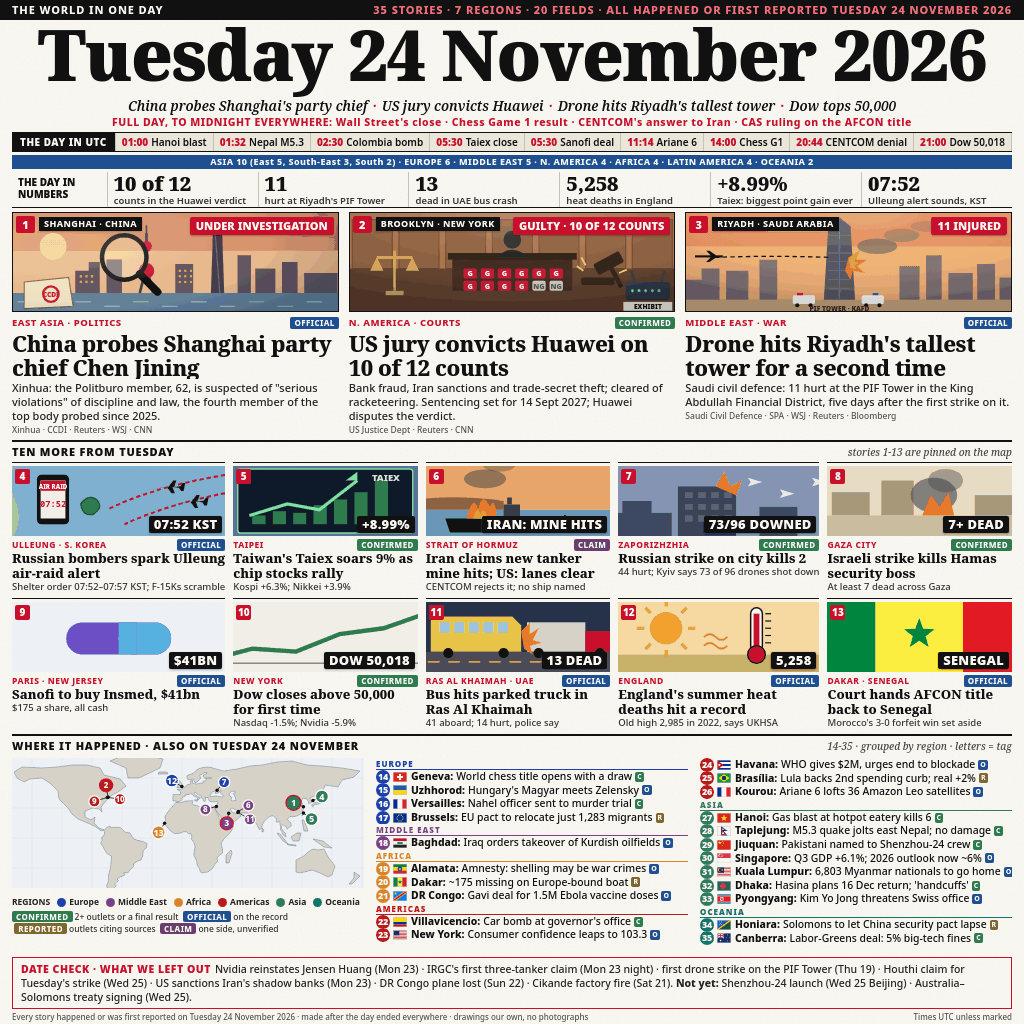 THE WORLD IN ONE DAY
35 STORIES · 7 REGIONS · 20 FIELDS · ALL HAPPENED OR FIRST REPORTED TUESDAY 24 NOVEMBER 2026
Tuesday 24 November 2026
China probes Shanghai's party chief · US jury convicts Huawei · Drone hits Riyadh's tallest tower · Dow tops 50,000
FULL DAY, TO MIDNIGHT EVERYWHERE: Wall Street's close · Chess Game 1 result · CENTCOM's answer to Iran · CAS ruling on the AFCON title
THE DAY IN UTC
01:00 Hanoi blast
01:32 Nepal M5.3
02:30 Colombia bomb
05:30 Taiex close
05:30 Sanofi deal
11:14 Ariane 6
14:00 Chess G1
20:44 CENTCOM denial
21:00 Dow 50,018
ASIA 10 (East 5, South-East 3, South 2) · EUROPE 6 · MIDDLE EAST 5 · N. AMERICA 4 · AFRICA 4 · LATIN AMERICA 4 · OCEANIA 2
THE DAY IN
NUMBERS
10 of 12
counts in the Huawei verdict
11
hurt at Riyadh's PIF Tower
13
dead in UAE bus crash
5,258
heat deaths in England
+8.99%
Taiex: biggest point gain ever
07:52
Ulleung alert sounds, KST
1
SHANGHAI · CHINA
UNDER INVESTIGATION
CCDI
EAST ASIA · POLITICS
OFFICIAL
China probes Shanghai party
chief Chen Jining
Xinhua: the Politburo member, 62, is suspected of "serious
violations" of discipline and law, the fourth member of the
top body probed since 2025.
Xinhua · CCDI · Reuters · WSJ · CNN
2
BROOKLYN · NEW YORK
GUILTY · 10 OF 12 COUNTS
G G G G G G
G G G G NG NG
EXHIBIT
N. AMERICA · COURTS
CONFIRMED
US jury convicts Huawei on
10 of 12 counts
Bank fraud, Iran sanctions and trade-secret theft; cleared of
racketeering. Sentencing set for 14 Sept 2027; Huawei
disputes the verdict.
US Justice Dept · Reuters · WSJ · CNN
3
RIYADH · SAUDI ARABIA
11 INJURED
PIF TOWER · KAFD
MIDDLE EAST · WAR
OFFICIAL
Drone hits Riyadh's tallest
tower for a second time
Saudi civil defence: 11 hurt at the PIF Tower in the King
Abdullah Financial District, five days after the first strike on it.
Saudi Civil Defence · SPA · WSJ · Reuters · Bloomberg
TEN MORE FROM TUESDAY
stories 1-13 are pinned on the map
4
AIR RAID
07:52
07:52 KST
ULLEUNG · S. KOREA
OFFICIAL
Russian bombers spark Ulleung
air-raid alert
Shelter order 07:52–07:57 KST; F-15Ks scramble
5
TAIEX
+8.99%
TAIPEI
CONFIRMED
Taiwan's Taiex soars 9% as
chip stocks rally
Kospi +6.3%; Nikkei +3.9%
6
IRAN: MINE HITS
STRAIT OF HORMUZ
CLAIM
Iran claims new tanker
mine hits; US: lanes clear
CENTCOM rejects it; no ship named
7
73/96 DOWNED
ZAPORIZHZHIA
CONFIRMED
Russian strike on city kills 2
44 hurt; Kyiv says 73 of 96 drones shot down
8
7+ DEAD
GAZA CITY
CONFIRMED
Israeli strike kills Hamas
security boss
At least 7 dead across Gaza
9
$41BN
PARIS · NEW JERSEY
OFFICIAL
Sanofi to buy Insmed, $41bn
$175 a share, all cash
10
DOW 50,018
NEW YORK
CONFIRMED
Dow closes above 50,000
for first time
Nasdaq -1.5%; Nvidia -5.9%
11
13 DEAD
RAS AL KHAIMAH · UAE
OFFICIAL
Bus hits parked truck in
Ras Al Khaimah
41 aboard; 14 hurt, police say
12
5,258
ENGLAND
OFFICIAL
England's summer heat
deaths hit a record
Old high 2,985 in 2022, says UKHSA
13
SENEGAL
DAKAR · SENEGAL
OFFICIAL
Court hands AFCON title
back to Senegal
Morocco's 3-0 forfeit win set aside
WHERE IT HAPPENED · ALSO ON TUESDAY 24 NOVEMBER
14-35 · grouped by region · letters = tag
12
7
2
9
10
8
6
3
11
1
4
5
13
REGIONS Europe Middle East Africa Americas Asia Oceania
CONFIRMED 2+ outlets or a final result OFFICIAL on the record
REPORTED outlets citing sources CLAIM one side, unverified
EUROPE
14 Geneva: World chess title opens with a draw C
15 Uzhhorod: Hungary's Magyar meets Zelensky O
16 Versailles: Nahel officer sent to murder trial C
17 Brussels: EU pact to relocate just 1,283 migrants R
MIDDLE EAST
18 Baghdad: Iraq orders takeover of Kurdish oilfields O
AFRICA
19 Alamata: Amnesty: shelling may be war crimes O
20 Dakar: ~175 missing on Europe-bound boat R
21 DR Congo: Gavi deal for 1.5M Ebola vaccine doses O
AMERICAS
22 Villavicencio: Car bomb at governor's office C
23 New York: Consumer confidence leaps to 103.3 O
24 Havana: WHO gives $2M, urges end to blockade O
25 Brasília: Lula backs 2nd spending curb; real +2% R
26 Kourou: Ariane 6 lofts 36 Amazon Leo satellites O
ASIA
27 Hanoi: Gas blast at hotpot eatery kills 6 C
28 Taplejung: M5.3 quake jolts east Nepal; no damage C
29 Jiuquan: Pakistani named to Shenzhou-24 crew C
30 Singapore: Q3 GDP +6.1%; 2026 outlook now ~6% O
31 Kuala Lumpur: 6,803 Myanmar nationals to go home O
32 Dhaka: Hasina plans 16 Dec return; 'handcuffs' C
33 Pyongyang: Kim Yo Jong threatens Swiss office O
OCEANIA
34 Honiara: Solomons to let China security pact lapse R
35 Canberra: Labor-Greens deal: 5% big-tech fines C
DATE CHECK · WHAT WE LEFT OUT Nvidia reinstates Jensen Huang (Mon 23) · IRGC's first three-tanker claim (Mon 23 night) · first drone strike on the PIF Tower (Thu 19) · Houthi claim for
Tuesday's strike (Wed 25) · US sanctions Iran's shadow banks (Mon 23) · DR Congo plane lost (Sun 22) · Cikande factory fire (Sat 21). Not yet: Shenzhou-24 launch (Wed 25 Beijing) · Australia–
Solomons treaty signing (Wed 25).
Every story happened or was first reported on Tuesday 24 November 2026 · made after the day ended everywhere · drawings our own, no photographs
Times UTC unless marked